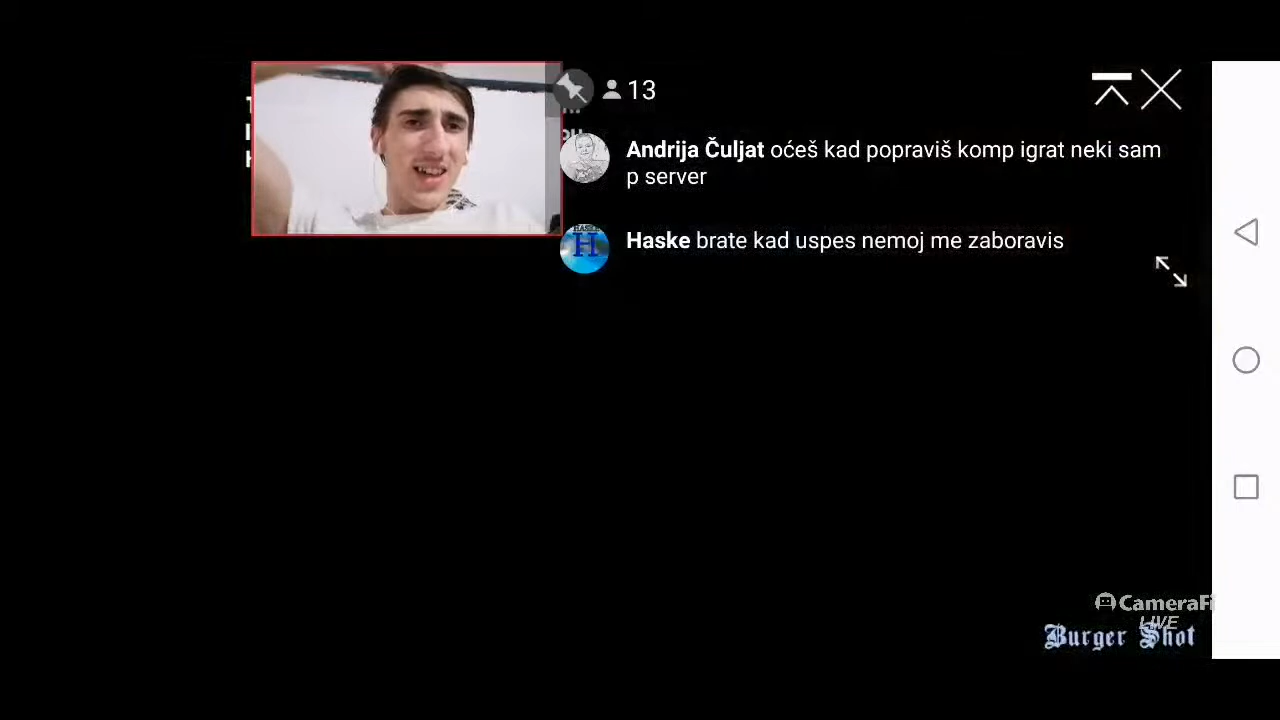 13
Andrija Čuljat oćeš kad popraviš komp igrat neki sam
p server
HASKE
H
Haske brate kad uspes nemoj me zaboravis
CameraFi
LIVE
Burger Shot